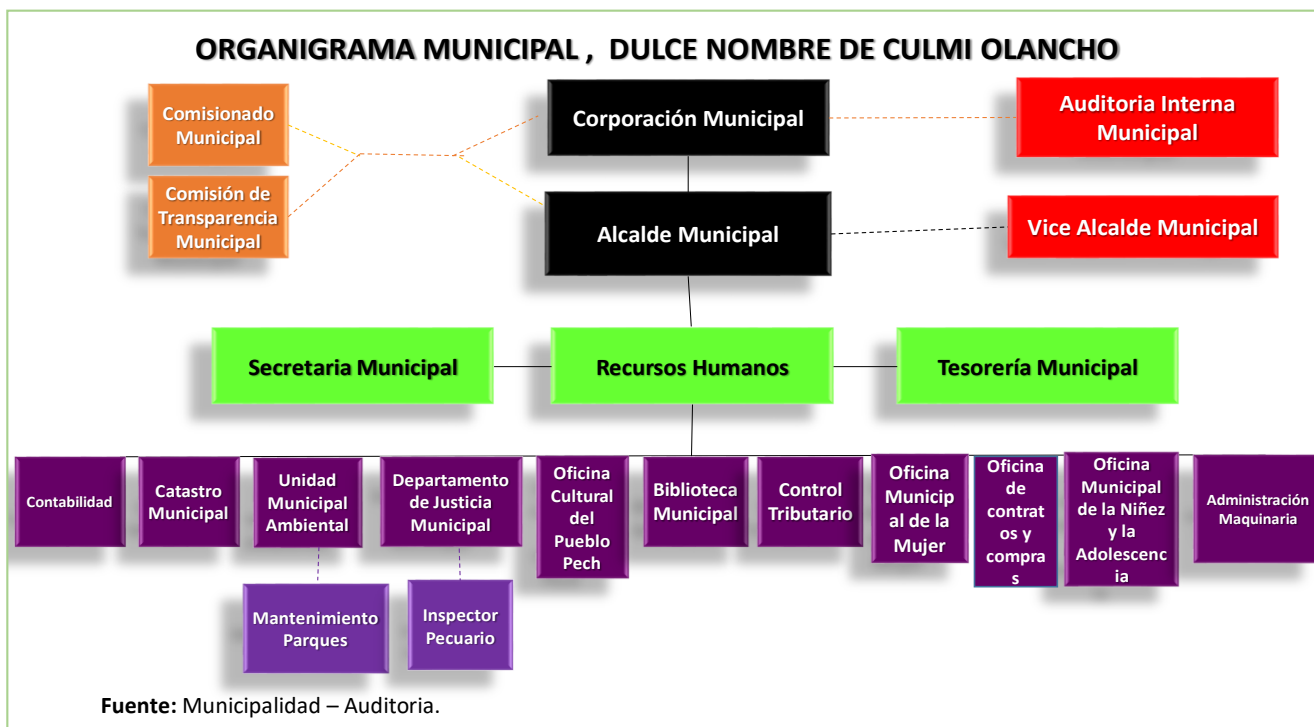 ORGANIGRAMA MUNICIPAL , DULCE NOMBRE DE CULMI OLANCHO
Comisionado
Municipal
Corporación Municipal
Auditoria Interna
Municipal
Comisión de
Transparencia
Municipal
Alcalde Municipal
Vice Alcalde Municipal
Secretaria Municipal
Recursos Humanos
Tesorería Municipal
Contabilidad
Catastro
Municipal
Unidad
Municipal
Ambiental
Departamento
de Justicia
Municipal
Oficina
Cultural
del
Pueblo
Pech
Biblioteca
Municipal
Control
Tributario
Oficina
Municip
al de la
Mujer
Oficina
de
contrat
os y
compra
s
Oficina
Municipal
de la Niñez
y la
Adolescenc
ia
Administración
Maquinaria
Mantenimiento
Parques
Inspector
Pecuario
Fuente: Municipalidad – Auditoria.